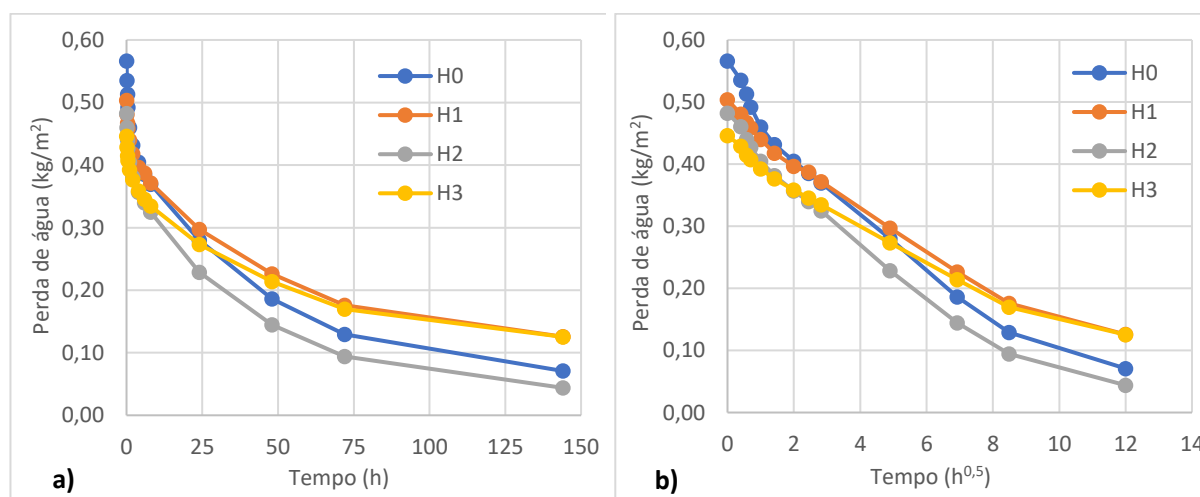 0,60
0,50
0,40
0,30
0,20
0,10
0,00
Perda de água (kg/m²)
H0
H1
H2
H3
0 25 50 75 100 125 150
Tempo (h)
a)
0,60
0,50
0,40
0,30
0,20
0,10
0,00
Perda de água (kg/m²)
H0
H1
H2
H3
0 2 4 6 8 10 12 14
Tempo (h⁰,⁵)
b)